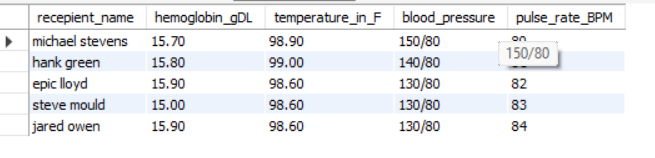 recepient_name hemoglobin_gDL temperature_in_F blood_pressure pulse_rate_BPM
michael stevens 15.70 98.90 150/80
150/80
hank green 15.80 99.00 140/80
epic lloyd 15.90 98.60 130/80 82
steve mould 15.00 98.60 130/80 83
jared owen 15.90 98.60 130/80 84